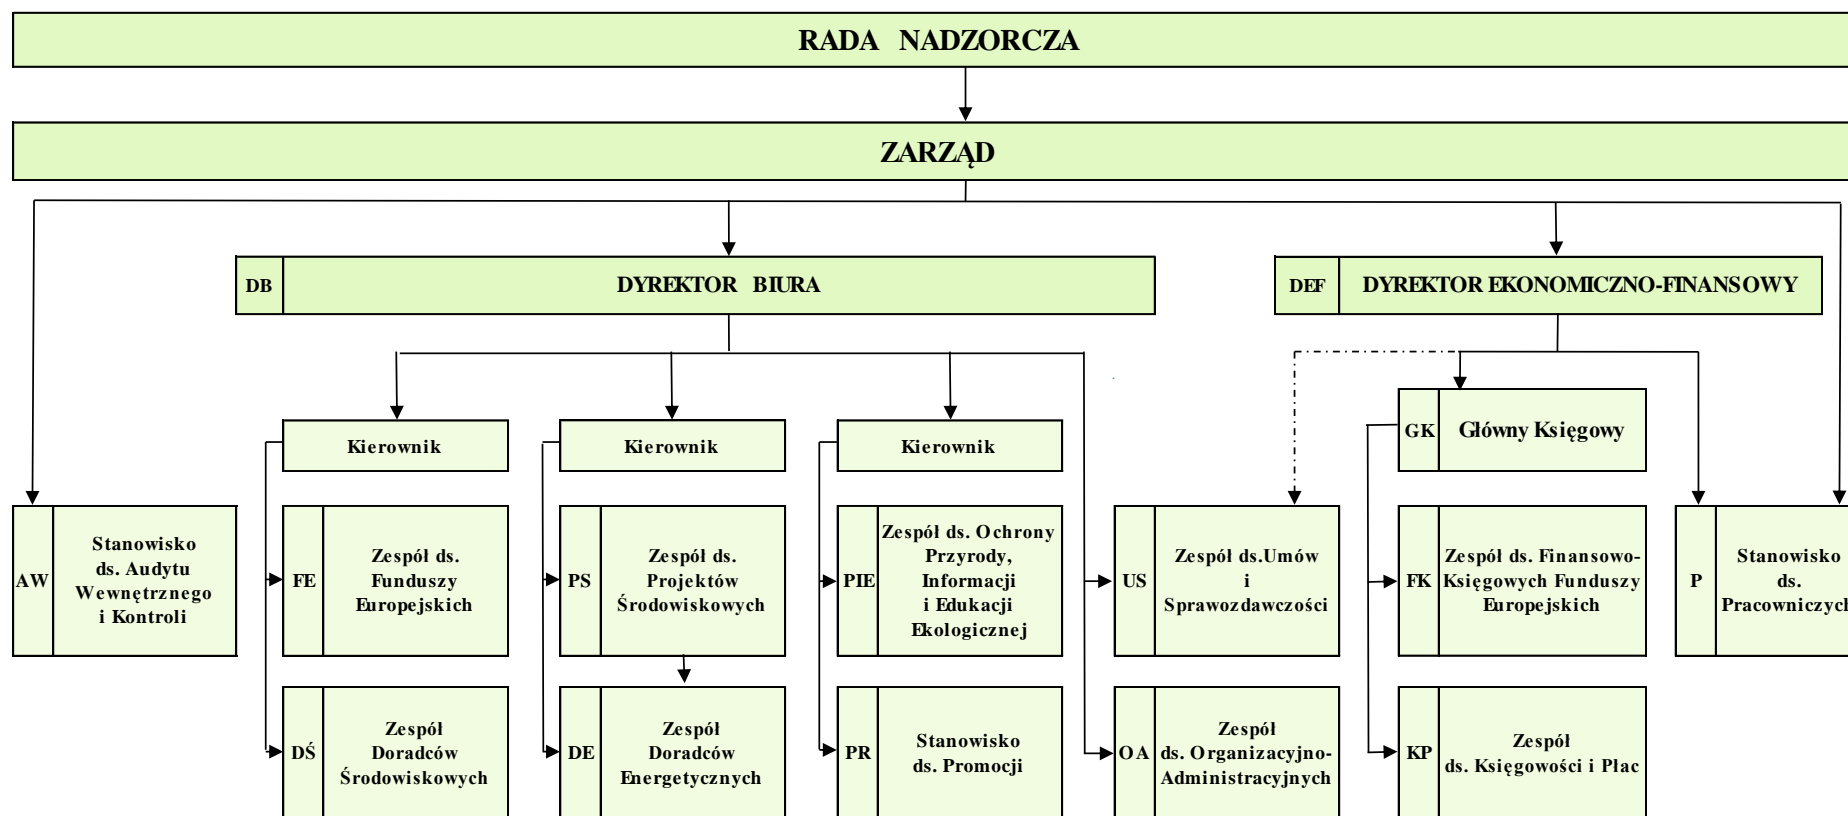 RADA NADZORCZA
ZARZĄD
DB
DYREKTOR BIURA
DEF
DYREKTOR EKONOMICZNO-FINANSOWY
Kierownik
Kierownik
Kierownik
GK
Główny Księgowy
AW
Stanowisko
ds. Audytu
Wewnętrznego
i Kontroli
FE
Zespół ds.
Funduszy
Europejskich
PS
Zespół ds.
Projektów
Środowiskowych
PIE
Zespół ds. Ochrony
Przyrody,
Informacji
i Edukacji
Ekologicznej
US
Zespół ds.Umów
i
Sprawozdawczości
FK
Zespół ds. Finansowo-
Księgowych Funduszy
Europejskich
P
Stanowisko
ds.
Pracowniczych
DŚ
Zespół
Doradców
Środowiskowych
DE
Zespół
Doradców
Energetycznych
PR
Stanowisko
ds. Promocji
OA
Zespół
ds. Organizacyjno-
Administracyjnych
KP
Zespół
ds. Księgowości i Płac